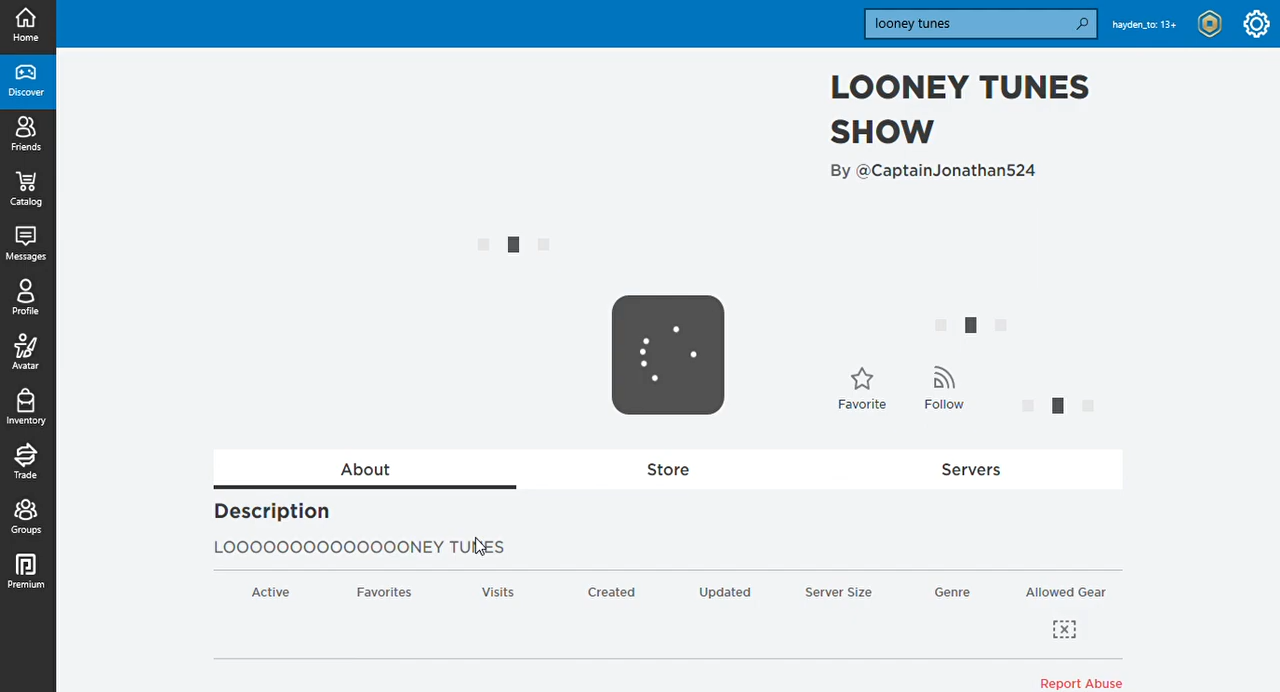 Home
looney tunes
hayden_to: 13+
Discover
Friends
Catalog
Messages
Profile
Avatar
Inventory
Trade
Groups
Premium
LOONEY TUNES
SHOW
By @CaptainJonathan524
Favorite
Follow
About
Store
Servers
Description
LOOOOOOOOOOOOOONEY TUNES
Active
Favorites
Visits
Created
Updated
Server Size
Genre
Allowed Gear
Report Abuse